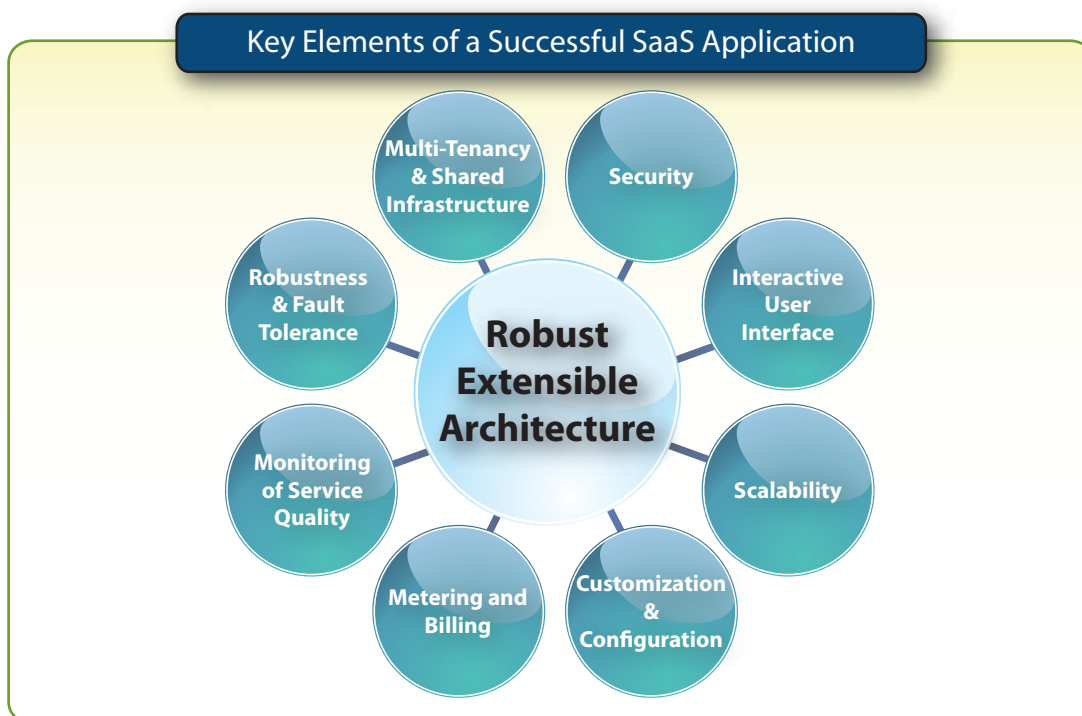 Key Elements of a Successful SaaS Application
Multi-Tenancy
& Shared
Infrastructure
Security
Robustness
& Fault
Tolerance
Interactive
User
Interface
Robust
Extensible
Architecture
Monitoring
of Service
Quality
Scalability
Metering and
Billing
Customization
&
Configuration